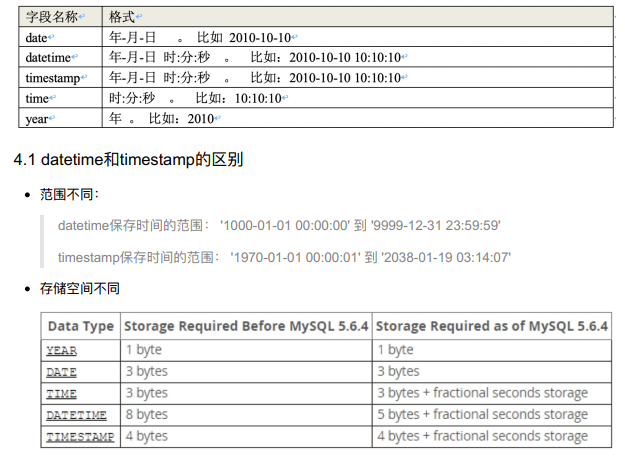 字段名称 格式
date 年-月-日 。 比如 2010-10-10
datetime 年-月-日 时:分:秒 。 比如：2010-10-10 10:10:10
timestamp 年-月-日 时:分:秒 。 比如：2010-10-10 10:10:10
time 时:分:秒 。 比如：10:10:10
year 年 。 比如：2010
4.1 datetime和timestamp的区别
• 范围不同：
datetime保存时间的范围： '1000-01-01 00:00:00' 到 '9999-12-31 23:59:59'
timestamp保存时间的范围： '1970-01-01 00:00:01' 到 '2038-01-19 03:14:07'
• 存储空间不同
Data Type Storage Required Before MySQL 5.6.4 Storage Required as of MySQL 5.6.4
YEAR 1 byte 1 byte
DATE 3 bytes 3 bytes
TIME 3 bytes 3 bytes + fractional seconds storage
DATETIME 8 bytes 5 bytes + fractional seconds storage
TIMESTAMP 4 bytes 4 bytes + fractional seconds storage